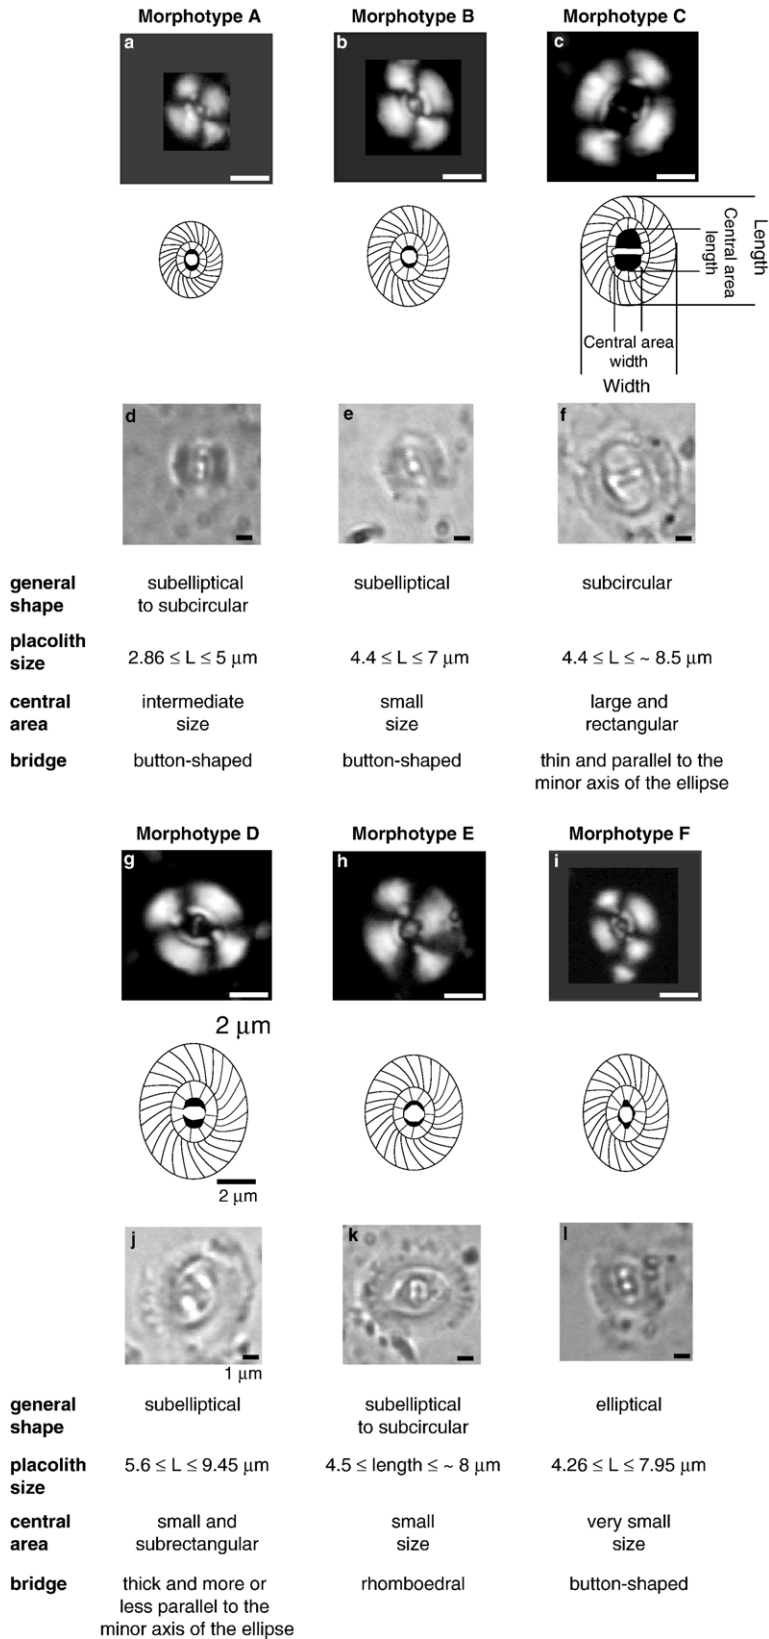 Morphotype A Morphotype B Morphotype C
a b c
Length
Central area
length
Central area
width
Width
d e f
general shape
subelliptical to subcircular
subelliptical
subcircular
placolith size
2.86 ≤ L ≤ 5 μm
4.4 ≤ L ≤ 7 μm
4.4 ≤ L ≤ ~ 8.5 μm
central area
intermediate size
small size
large and rectangular
bridge
button-shaped
button-shaped
thin and parallel to the
minor axis of the ellipse
Morphotype D Morphotype E Morphotype F
g h i
2 μm
2 μm
j k l
1 μm
general shape
subelliptical
subelliptical to subcircular
elliptical
placolith size
5.6 ≤ L ≤ 9.45 μm
4.5 ≤ length ≤ ~ 8 μm
4.26 ≤ L ≤ 7.95 μm
central area
small and subrectangular
small size
very small size
bridge
thick and more or
less parallel to the
minor axis of the ellipse
rhomboedral
button-shaped